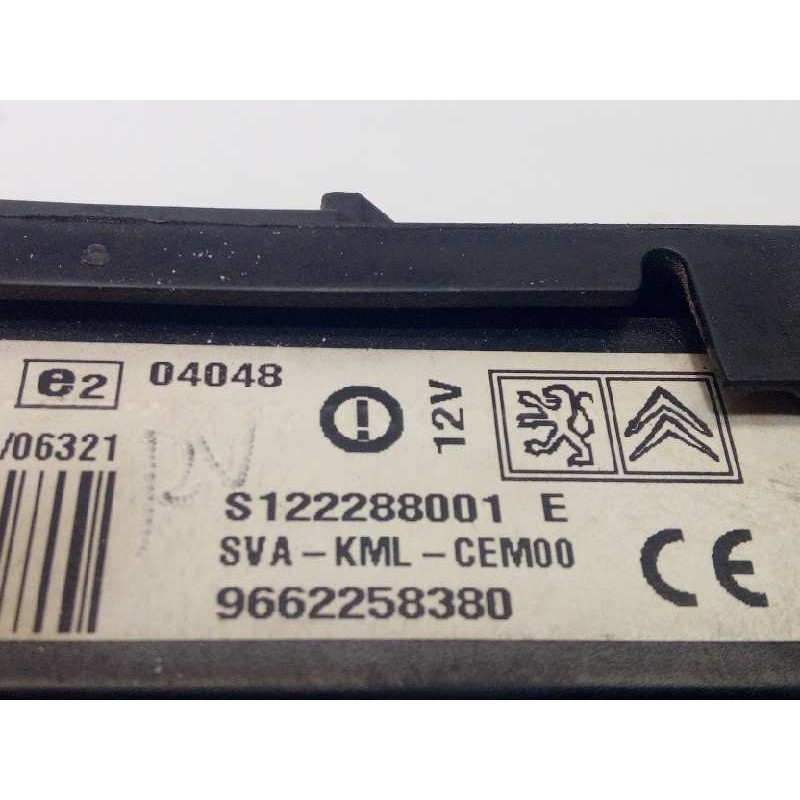 e2 04048
/06321
12V
S122288001 E
SVA-KML-CEM00
9662258380
CE